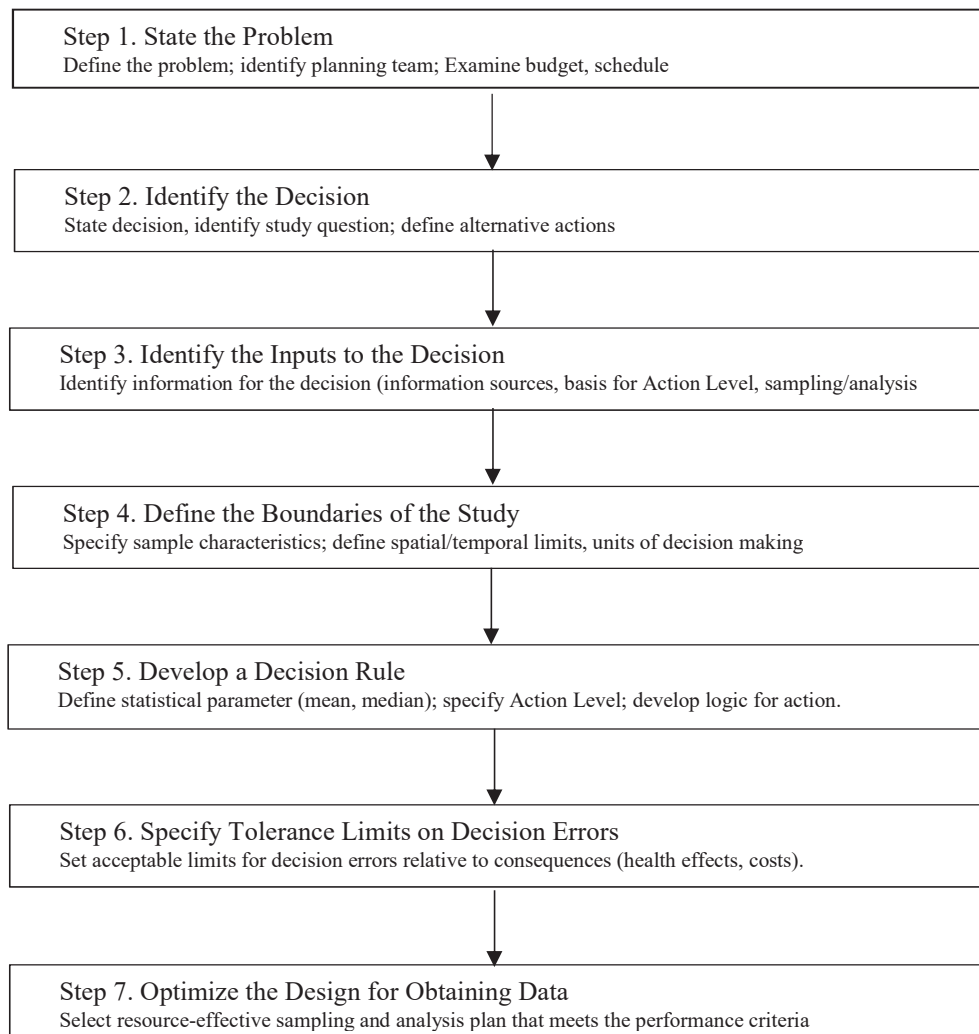 Step 1. State the Problem
Define the problem; identify planning team; Examine budget, schedule
Step 2. Identify the Decision
State decision, identify study question; define alternative actions
Step 3. Identify the Inputs to the Decision
Identify information for the decision (information sources, basis for Action Level, sampling/analysis
Step 4. Define the Boundaries of the Study
Specify sample characteristics; define spatial/temporal limits, units of decision making
Step 5. Develop a Decision Rule
Define statistical parameter (mean, median); specify Action Level; develop logic for action.
Step 6. Specify Tolerance Limits on Decision Errors
Set acceptable limits for decision errors relative to consequences (health effects, costs).
Step 7. Optimize the Design for Obtaining Data
Select resource-effective sampling and analysis plan that meets the performance criteria